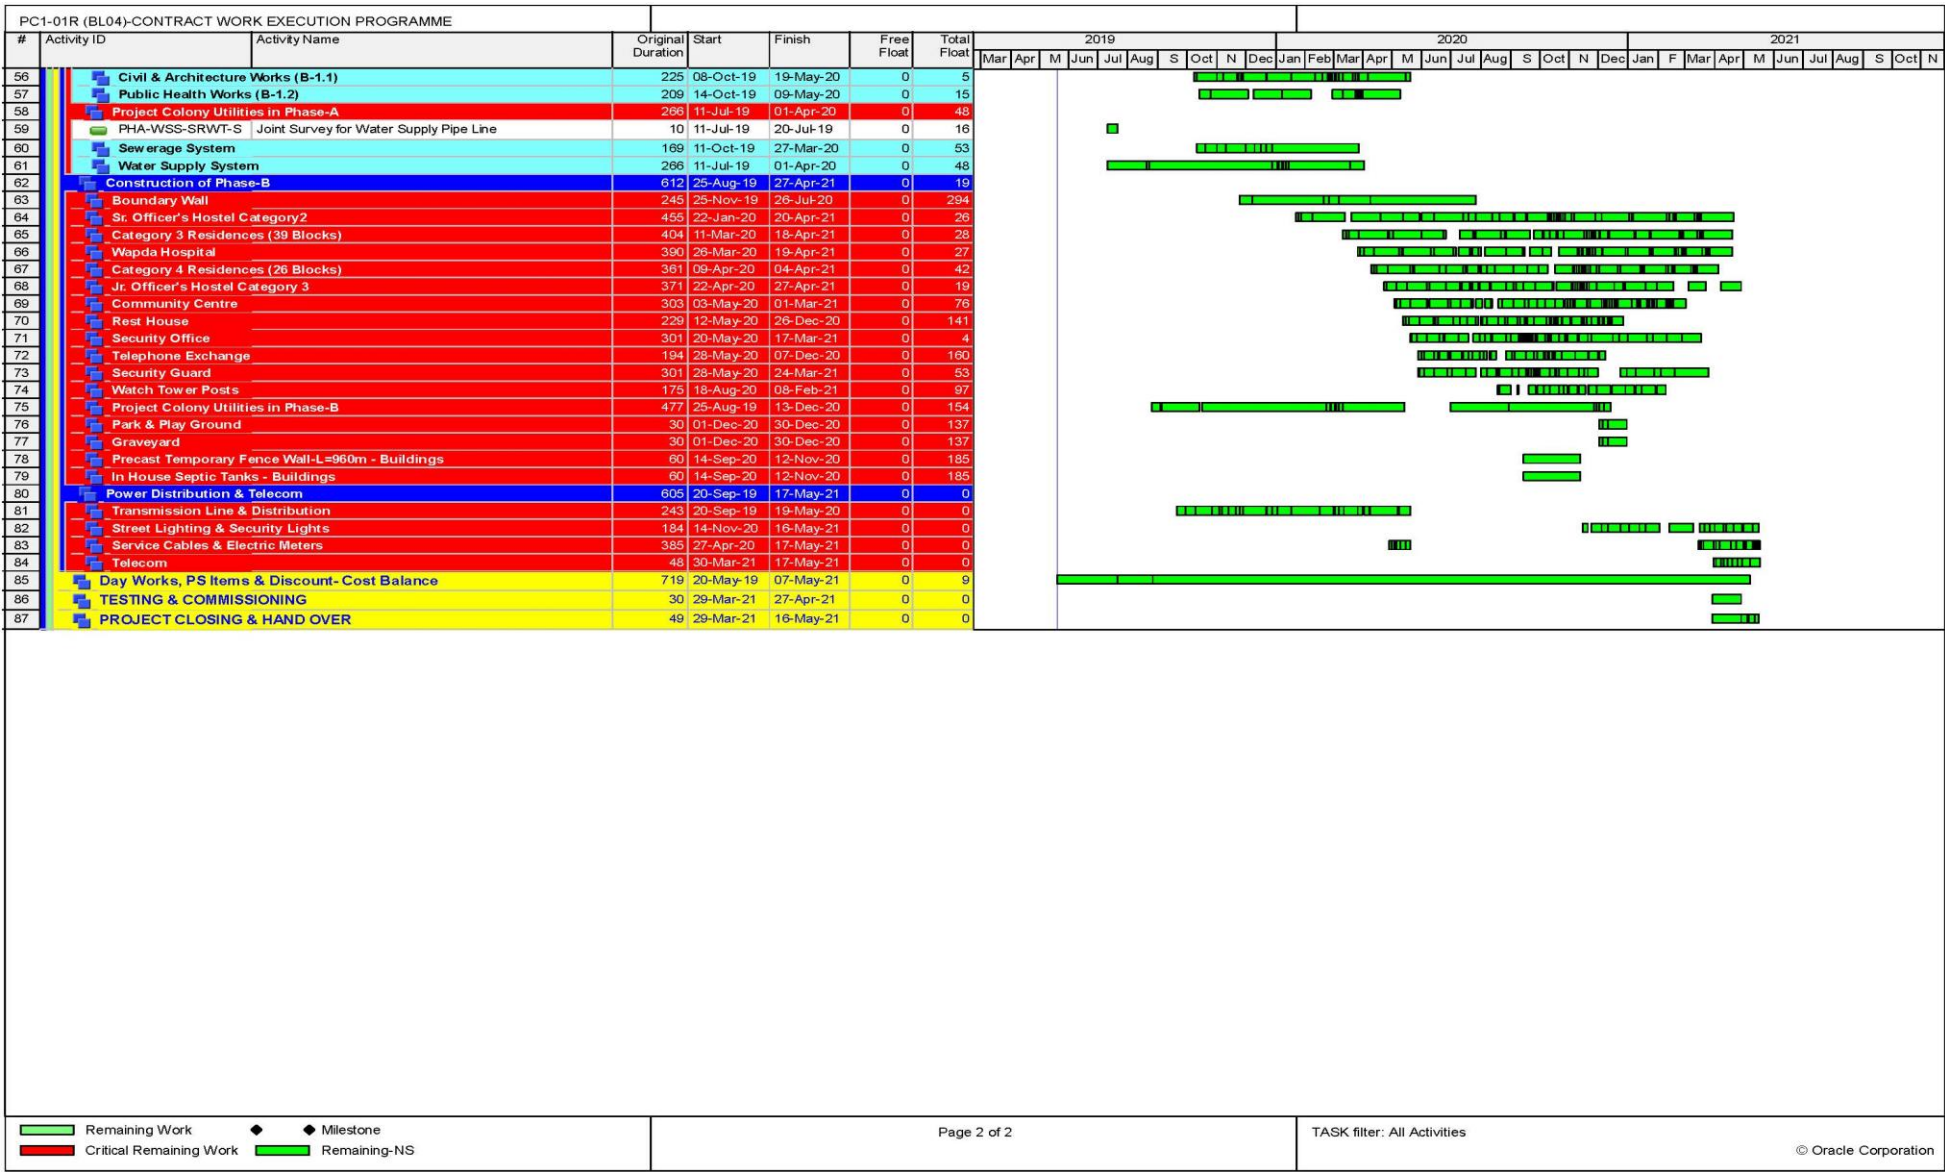 PC1-01R (BL04)-CONTRACT WORK EXECUTION PROGRAMME
# Activity ID Activity Name Original Duration Start Finish Free Float Total Float 2019 2020 2021
Mar Apr M Jun Jul Aug S Oct N Dec Jan Feb Mar Apr M Jun Jul Aug S Oct N Dec Jan F Mar Apr M Jun Jul Aug S Oct N
56 Civil & Architecture Works (B-1.1) 225 08-Oct-19 19-May-20 0 5
57 Public Health Works (B-1.2) 209 14-Oct-19 09-May-20 0 15
58 Project Colony Utilities in Phase-A 266 11-Jul-19 01-Apr-20 0 48
59 PHA-WSS-SRWT-S Joint Survey for Water Supply Pipe Line 10 11-Jul-19 20-Jul-19 0 16
60 Sewerage System 169 11-Oct-19 27-Mar-20 0 53
61 Water Supply System 266 11-Jul-19 01-Apr-20 0 48
62 Construction of Phase-B 612 25-Aug-19 27-Apr-21 0 19
63 Boundary Wall 245 25-Nov-19 26-Jul-20 0 294
64 Sr. Officer's Hostel Category2 455 22-Jan-20 20-Apr-21 0 26
65 Category 3 Residences (39 Blocks) 404 11-Mar-20 18-Apr-21 0 28
66 Wapda Hospital 390 26-Mar-20 19-Apr-21 0 27
67 Category 4 Residences (26 Blocks) 361 09-Apr-20 04-Apr-21 0 42
68 Jr. Officer's Hostel Category 3 371 22-Apr-20 27-Apr-21 0 19
69 Community Centre 303 03-May-20 01-Mar-21 0 76
70 Rest House 229 12-May-20 26-Dec-20 0 141
71 Security Office 301 20-May-20 17-Mar-21 0 4
72 Telephone Exchange 194 28-May-20 07-Dec-20 0 160
73 Security Guard 301 28-May-20 24-Mar-21 0 53
74 Watch Tower Posts 175 18-Aug-20 08-Feb-21 0 97
75 Project Colony Utilities in Phase-B 477 25-Aug-19 13-Dec-20 0 154
76 Park & Play Ground 30 01-Dec-20 30-Dec-20 0 137
77 Graveyard 30 01-Dec-20 30-Dec-20 0 137
78 Precast Temporary Fence Wall-L=960m - Buildings 60 14-Sep-20 12-Nov-20 0 185
79 In House Septic Tanks - Buildings 60 14-Sep-20 12-Nov-20 0 185
80 Power Distribution & Telecom 605 20-Sep-19 17-May-21 0 0
81 Transmission Line & Distribution 243 20-Sep-19 19-May-20 0 0
82 Street Lighting & Security Lights 184 14-Nov-20 16-May-21 0 0
83 Service Cables & Electric Meters 385 27-Apr-20 17-May-21 0 0
84 Telecom 48 30-Mar-21 17-May-21 0 0
85 Day Works, PS Items & Discount- Cost Balance 719 20-May-19 07-May-21 0 9
86 TESTING & COMMISSIONING 30 29-Mar-21 27-Apr-21 0 0
87 PROJECT CLOSING & HAND OVER 49 29-Mar-21 16-May-21 0 0
Remaining Work Milestone
Critical Remaining Work Remaining-NS
Page 2 of 2
TASK filter: All Activities
© Oracle Corporation